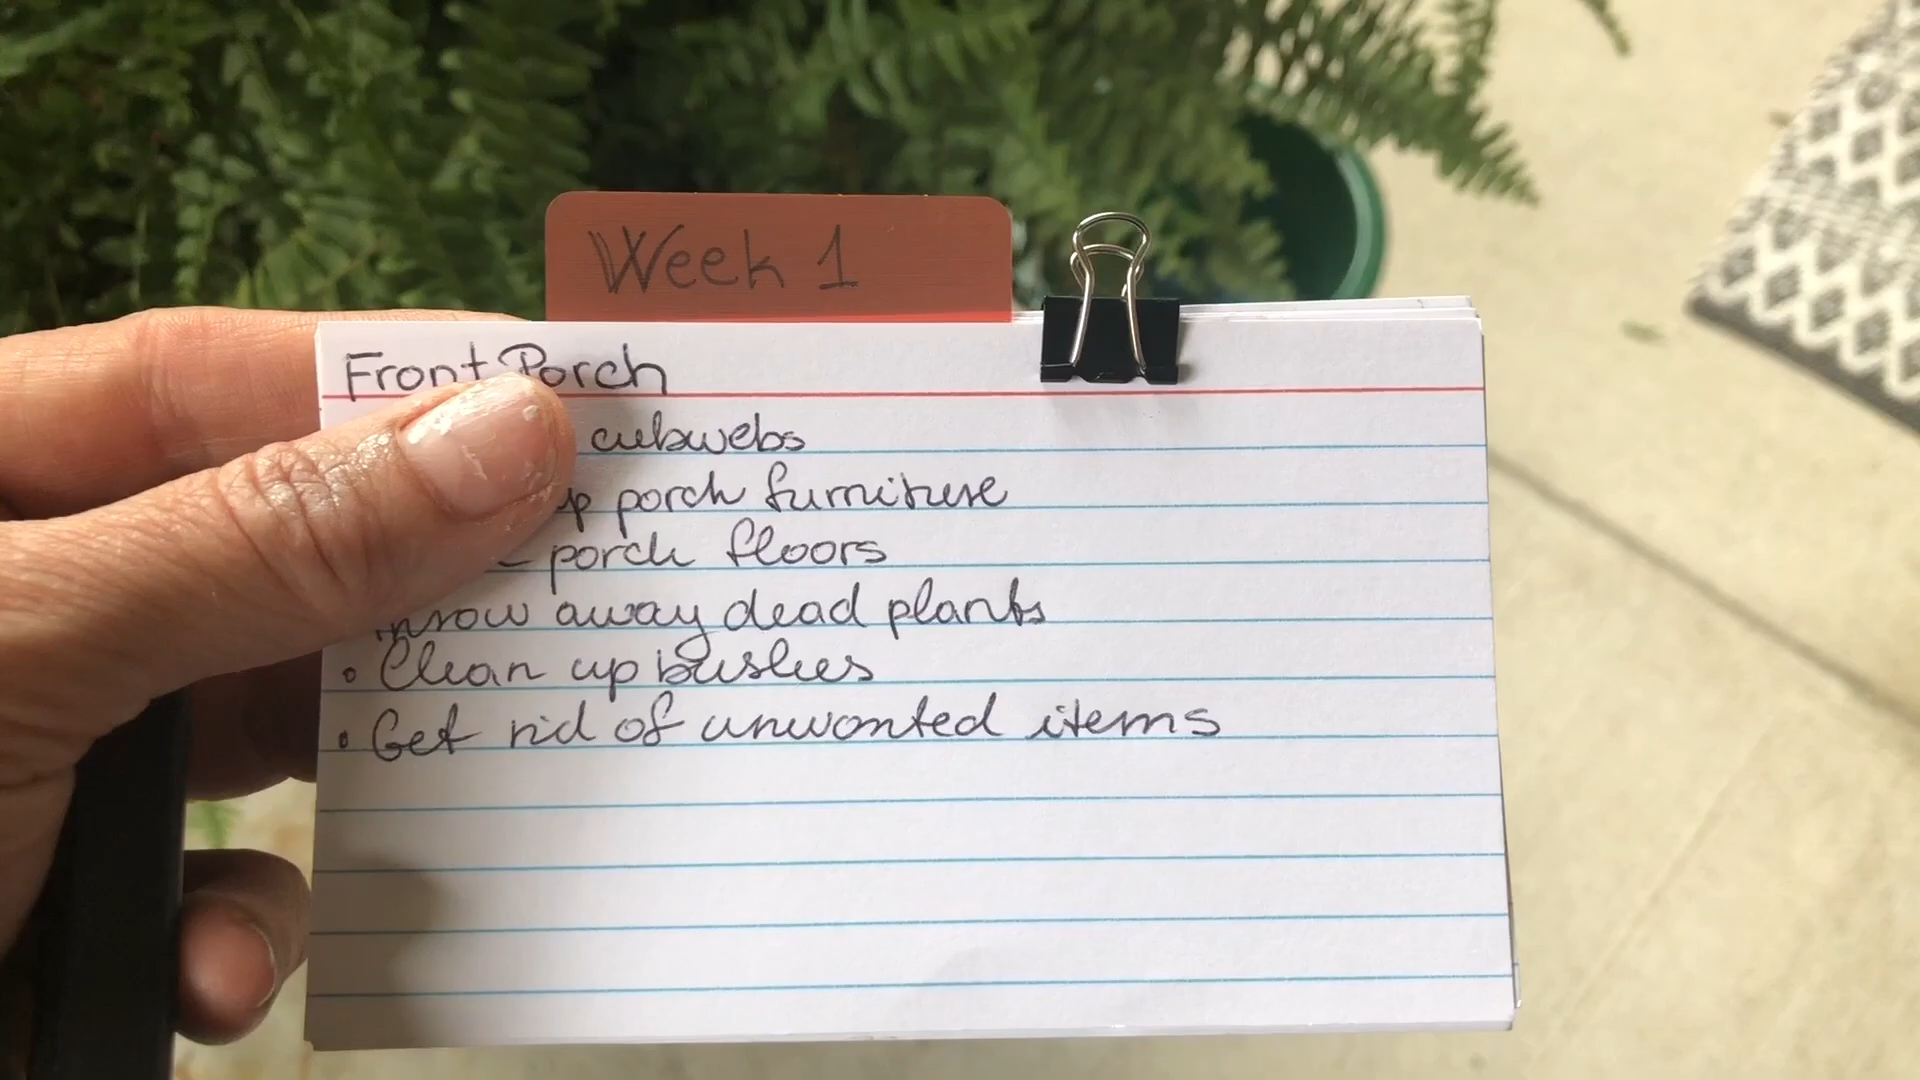 Week 1
Front Porch
cubwebs
porch furniture
porch floors
away dead plants
• Clean up bushes
• Get rid of unwonted items